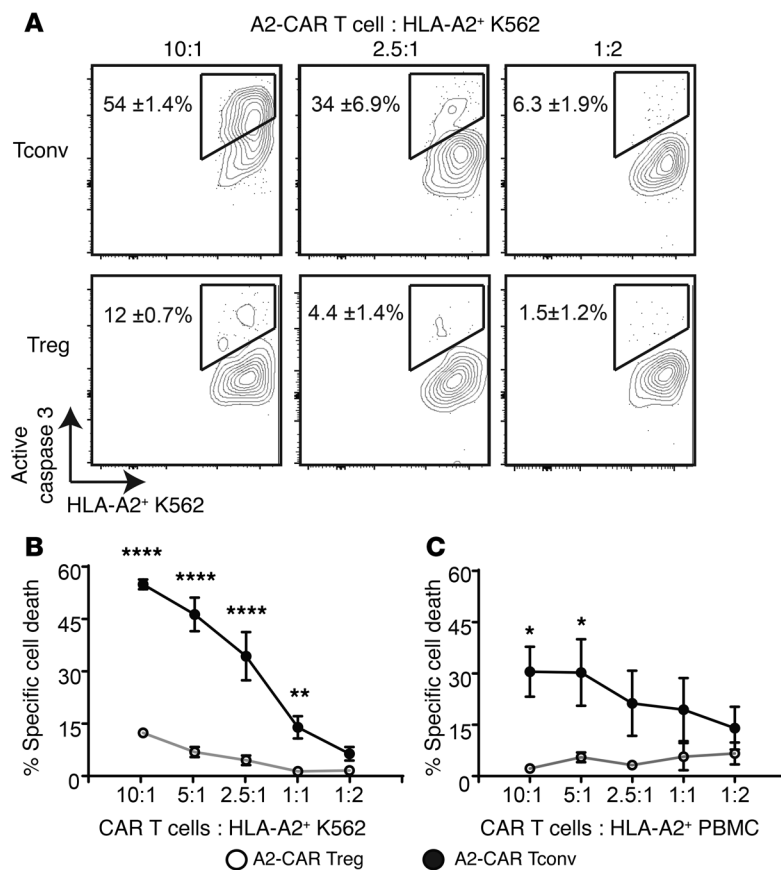 A
A2-CAR T cell : HLA-A2⁺ K562
10:1 2.5:1 1:2
Tconv
54 ±1.4% 34 ±6.9% 6.3 ±1.9%
Treg
12 ±0.7% 4.4 ±1.4% 1.5±1.2%
Active
caspase 3
HLA-A2⁺ K562
B
% Specific cell death
60
45
30
15
0
**** **** **** **
10:1 5:1 2.5:1 1:1 1:2
CAR T cells : HLA-A2⁺ K562
C
% Specific cell death
60
45
30
15
0
* *
10:1 5:1 2.5:1 1:1 1:2
CAR T cells : HLA-A2⁺ PBMC
A2-CAR Treg A2-CAR Tconv